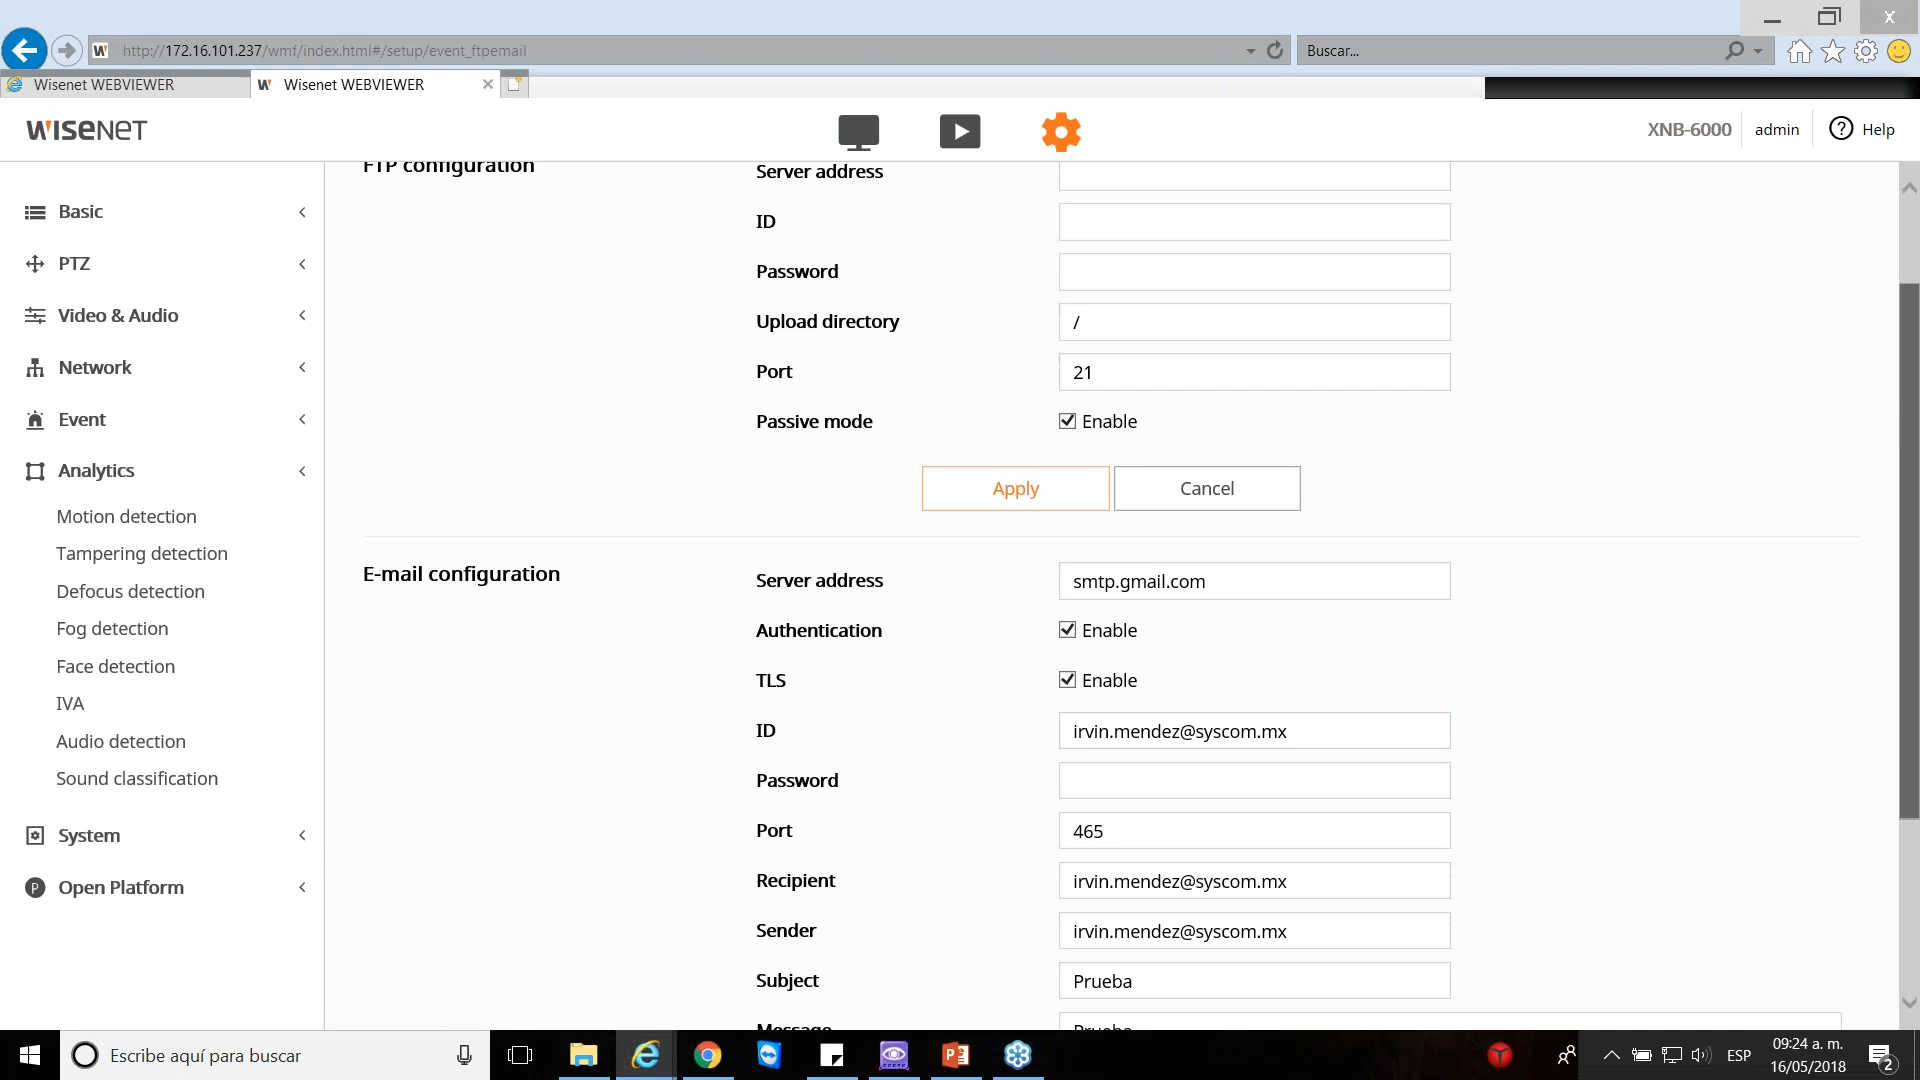 http://172.16.101.237/wmf/index.html#/setup/event_ftpemail
Buscar...
Wisenet WEBVIEWER
Wisenet WEBVIEWER
WISENET
XNB-6000
admin
Help
Basic
PTZ
Video & Audio
Network
Event
Analytics
Motion detection
Tampering detection
Defocus detection
Fog detection
Face detection
IVA
Audio detection
Sound classification
System
Open Platform
FTP configuration
Server address
ID
Password
Upload directory
/
Port
21
Passive mode
Enable
Apply
Cancel
E-mail configuration
Server address
smtp.gmail.com
Authentication
Enable
TLS
Enable
ID
irvin.mendez@syscom.mx
Password
Port
465
Recipient
irvin.mendez@syscom.mx
Sender
irvin.mendez@syscom.mx
Subject
Prueba
Message
Prueba
Escribe aquí para buscar
ESP
09:24 a. m.
16/05/2018
2